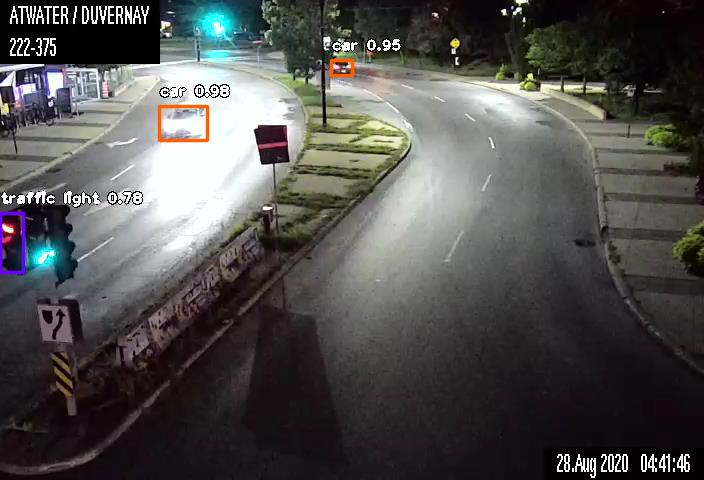 ATWATER / DUVERNAY
222-375
car 0.95
car 0.98
traffic light 0.78
28.Aug 2020 04:41:46